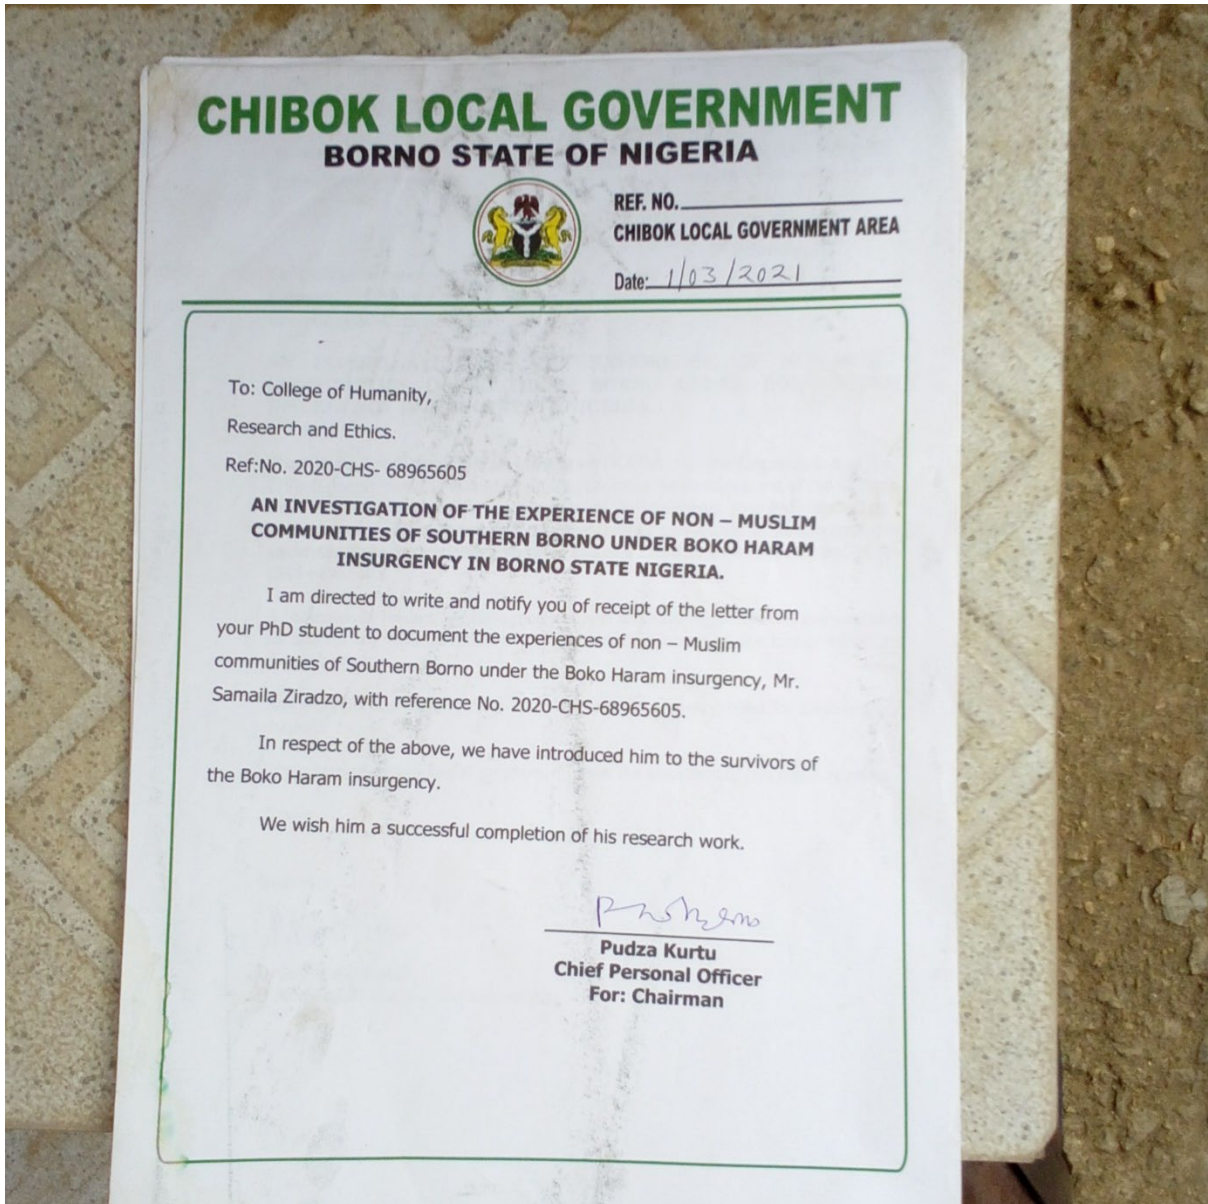 CHIBOK LOCAL GOVERNMENT
BORNO STATE OF NIGERIA
REF. NO.
CHIBOK LOCAL GOVERNMENT AREA
Date: 1/03/2021
To: College of Humanity,
Research and Ethics.
Ref:No. 2020-CHS- 68965605
AN INVESTIGATION OF THE EXPERIENCE OF NON – MUSLIM
COMMUNITIES OF SOUTHERN BORNO UNDER BOKO HARAM
INSURGENCY IN BORNO STATE NIGERIA.
I am directed to write and notify you of receipt of the letter from
your PhD student to document the experiences of non – Muslim
communities of Southern Borno under the Boko Haram insurgency, Mr.
Samaila Ziradzo, with reference No. 2020-CHS-68965605.
In respect of the above, we have introduced him to the survivors of
the Boko Haram insurgency.
We wish him a successful completion of his research work.
Pudza Kurtu
Chief Personal Officer
For: Chairman